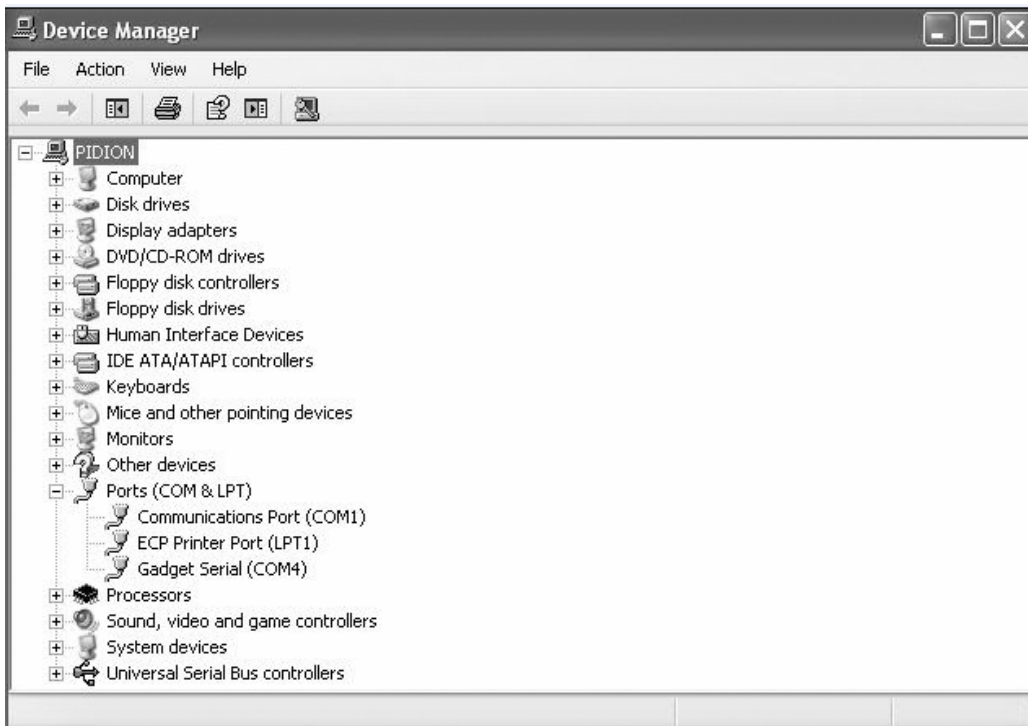 Device Manager
File Action View Help
PIDION
Computer
Disk drives
Display adapters
DVD/CD-ROM drives
Floppy disk controllers
Floppy disk drives
Human Interface Devices
IDE ATA/ATAPI controllers
Keyboards
Mice and other pointing devices
Monitors
Other devices
Ports (COM & LPT)
Communications Port (COM1)
ECP Printer Port (LPT1)
Gadget Serial (COM4)
Processors
Sound, video and game controllers
System devices
Universal Serial Bus controllers